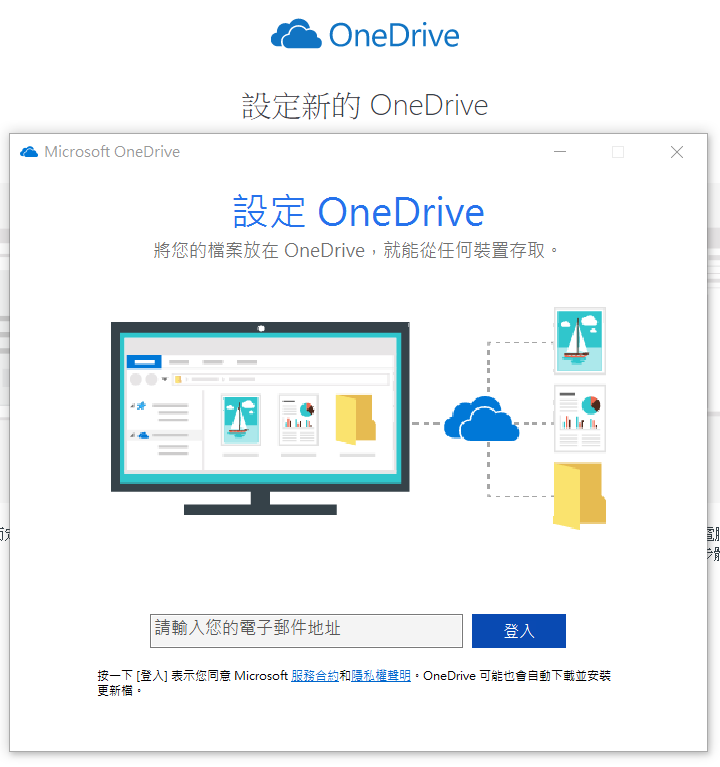 OneDrive
設定新的 OneDrive
Microsoft OneDrive
設定 OneDrive
將您的檔案放在 OneDrive，就能從任何裝置存取。
請輸入您的電子郵件地址
登入
按一下 [登入] 表示您同意 Microsoft 服務合約和隱私權聲明。OneDrive 可能也會自動下載並安裝
更新檔。